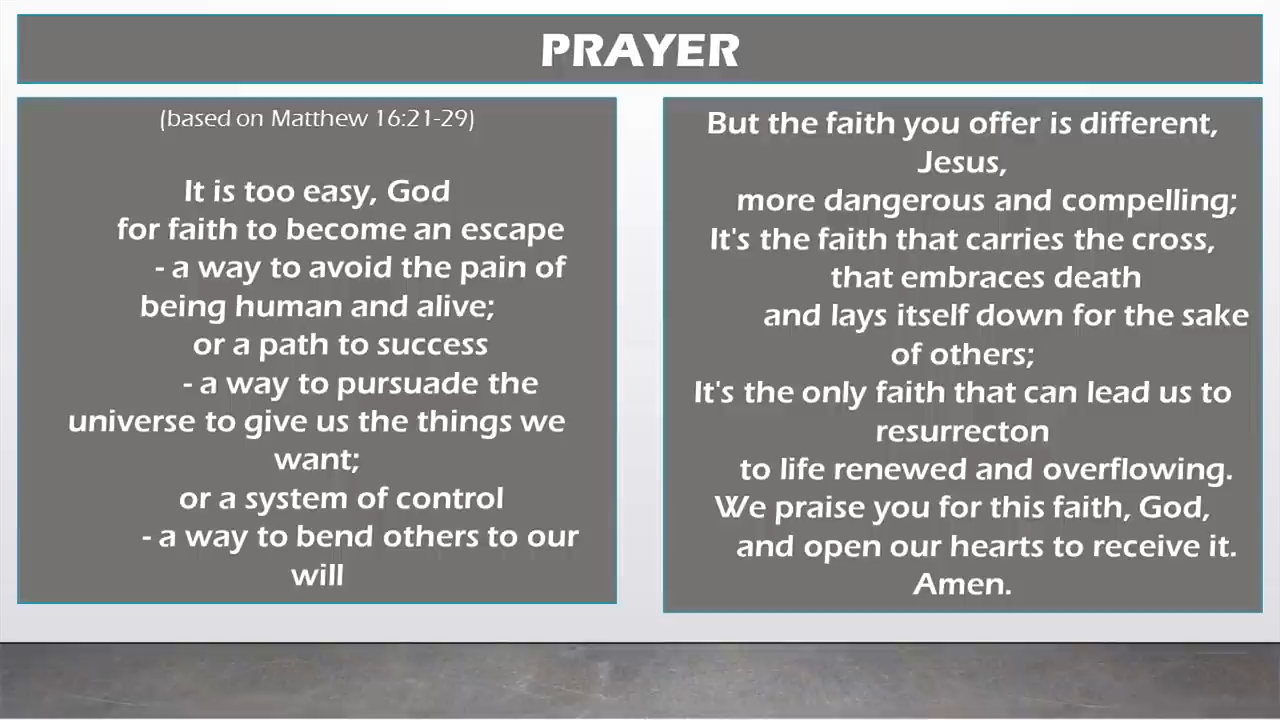 PRAYER
(based on Matthew 16:21-29)
It is too easy, God
for faith to become an escape
- a way to avoid the pain of
being human and alive;
or a path to success
- a way to pursuade the
universe to give us the things we
want;
or a system of control
- a way to bend others to our
will
But the faith you offer is different,
Jesus,
more dangerous and compelling;
It's the faith that carries the cross,
that embraces death
and lays itself down for the sake
of others;
It's the only faith that can lead us to
resurrecton
to life renewed and overflowing.
We praise you for this faith, God,
and open our hearts to receive it.
Amen.